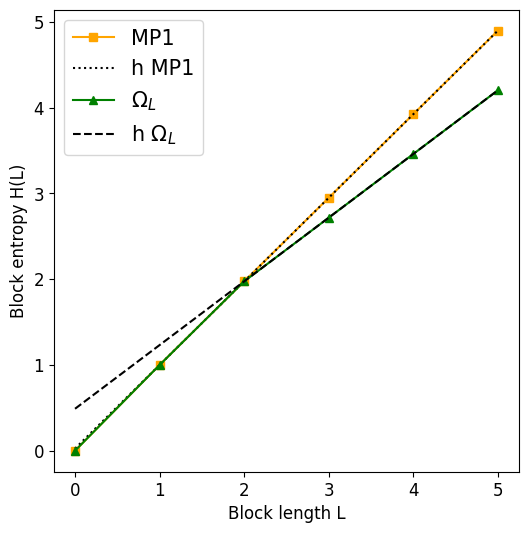 MP1
h MP1
Ω_L
h Ω_L
Block entropy H(L)
5
4
3
2
1
0
0 1 2 3 4 5
Block length L